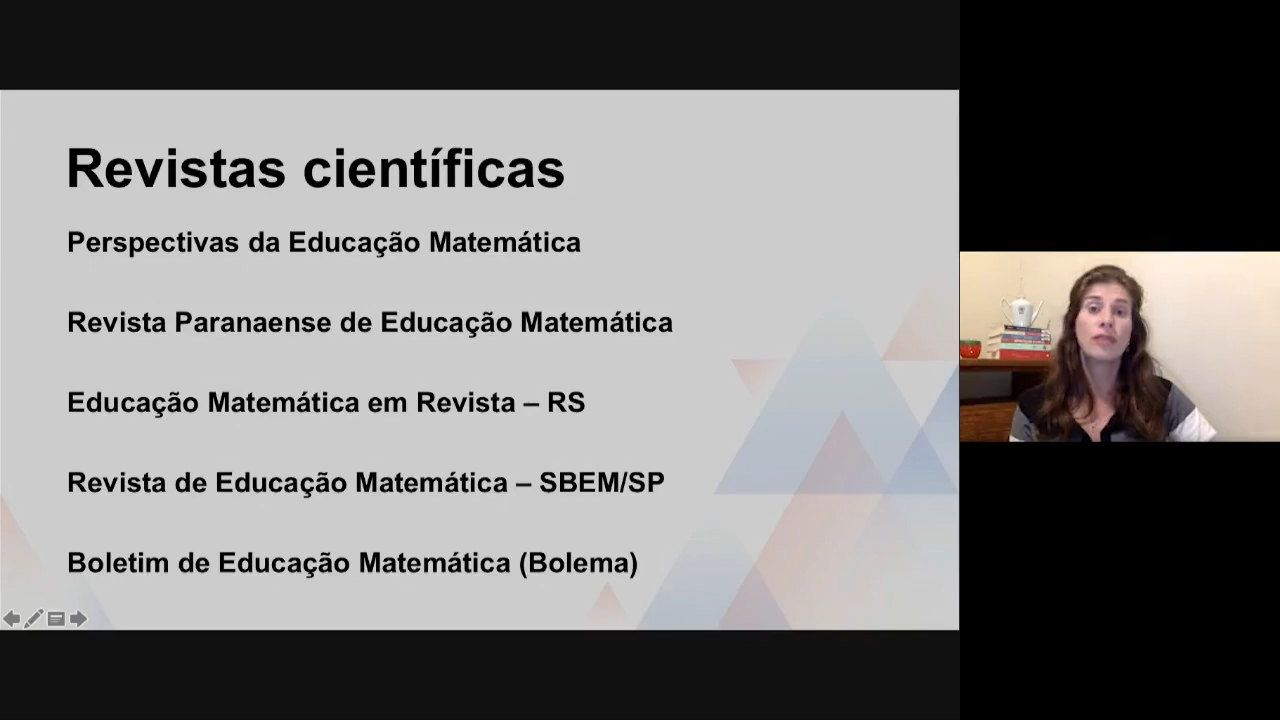 Revistas científicas
Perspectivas da Educação Matemática
Revista Paranaense de Educação Matemática
Educação Matemática em Revista – RS
Revista de Educação Matemática – SBEM/SP
Boletim de Educação Matemática (Bolema)